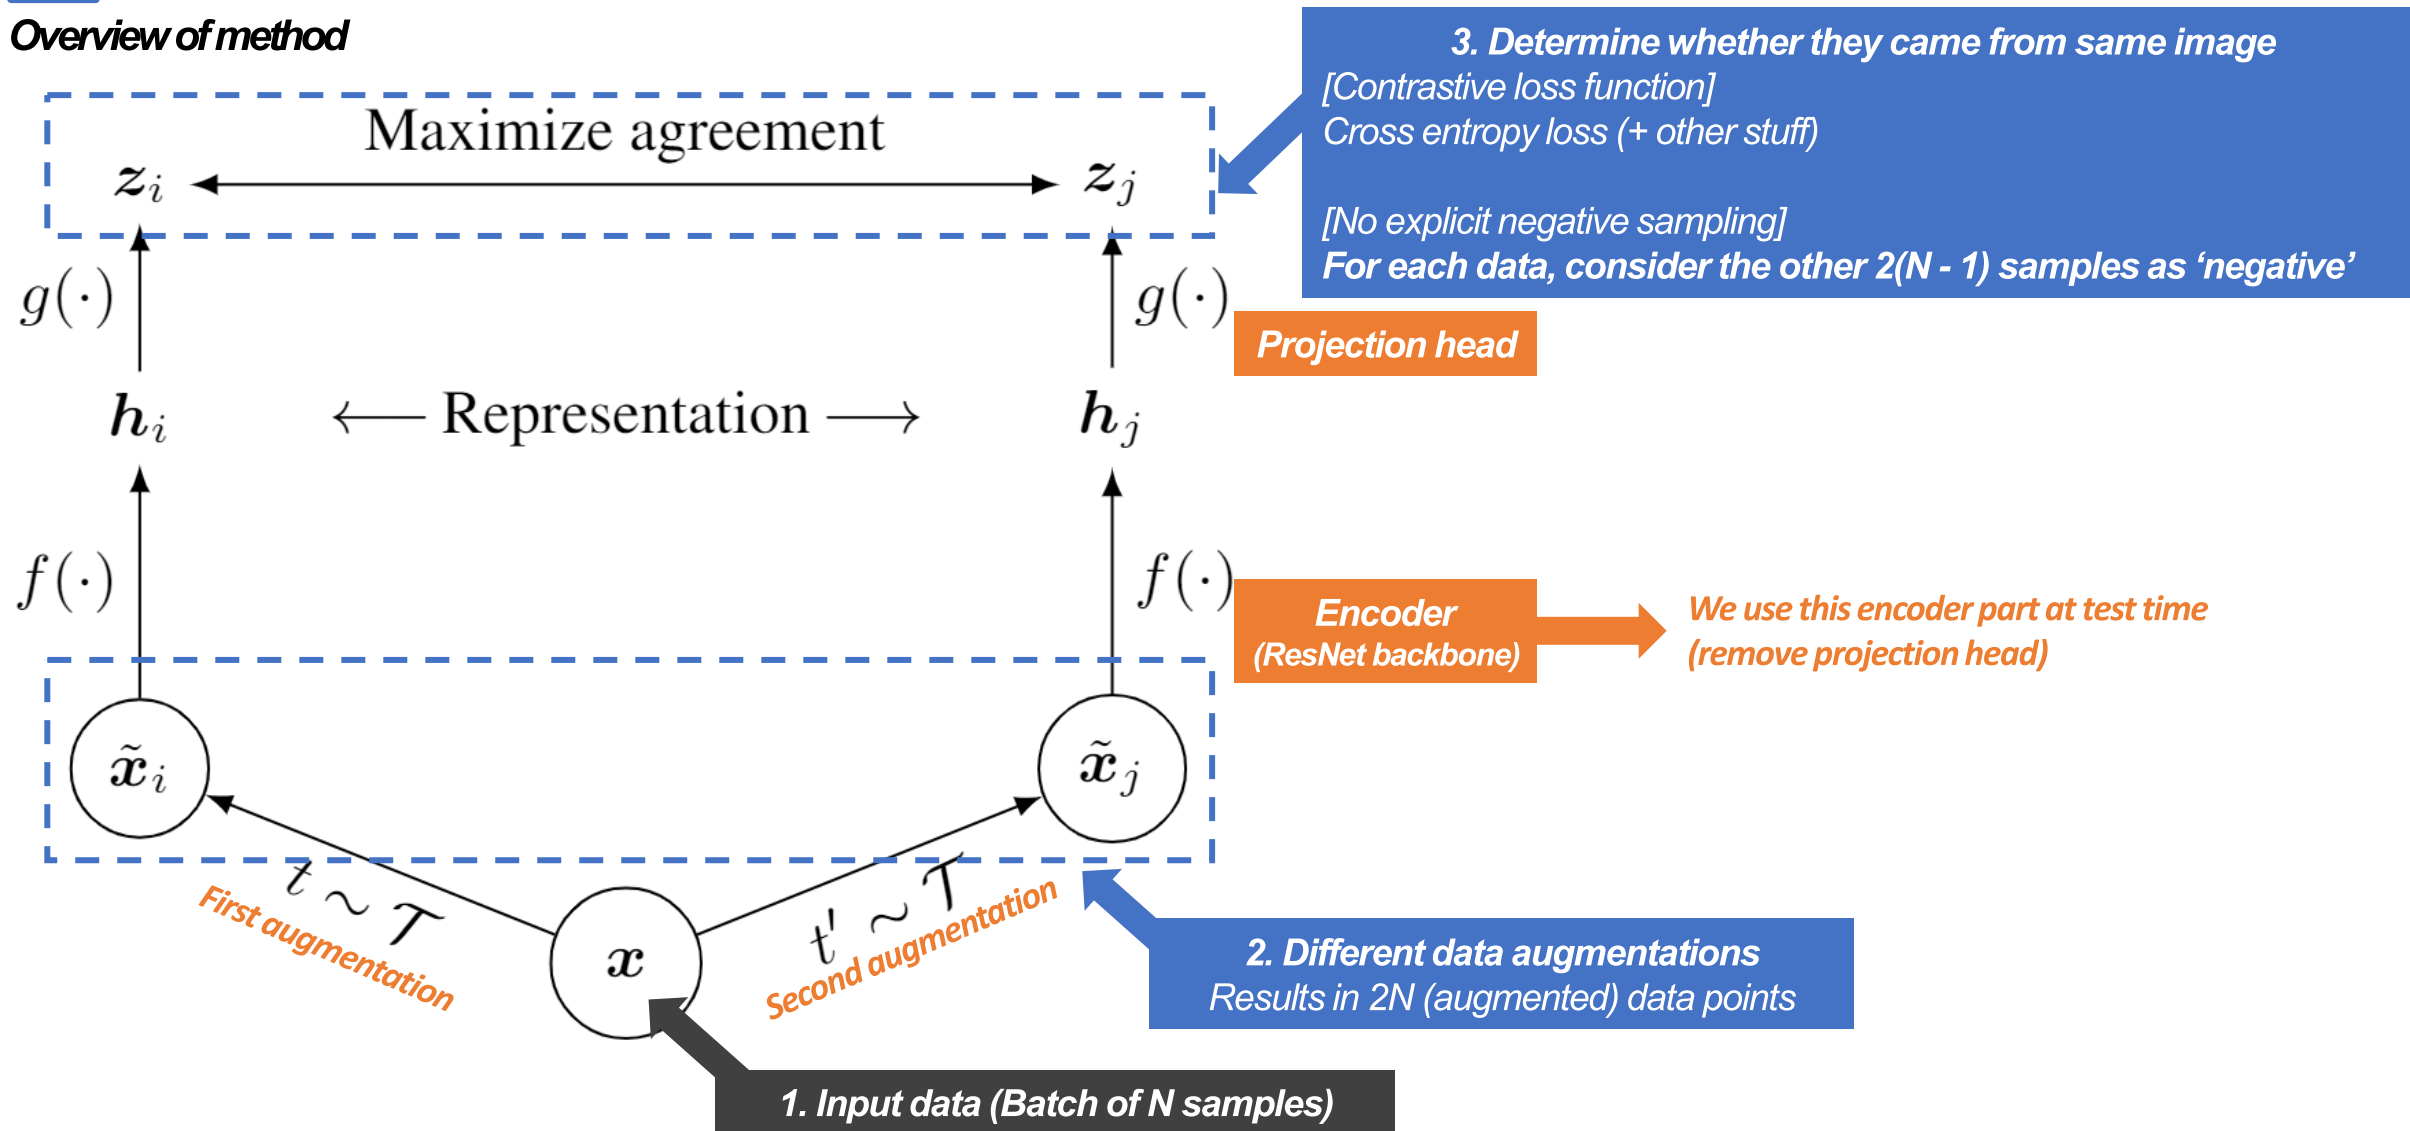 Overview of method
3. Determine whether they came from same image
[Contrastive loss function]
Cross entropy loss (+ other stuff)
[No explicit negative sampling]
For each data, consider the other 2(N - 1) samples as ‘negative’
Maximize agreement
z_i
z_j
g(·)
g(·)
Projection head
h_i
← Representation →
h_j
f(·)
f(·)
Encoder
(ResNet backbone)
We use this encoder part at test time
(remove projection head)
x̃_i
x̃_j
t ∼ 𝒯
First augmentation
t′ ∼ 𝒯
Second augmentation
x
2. Different data augmentations
Results in 2N (augmented) data points
1. Input data (Batch of N samples)